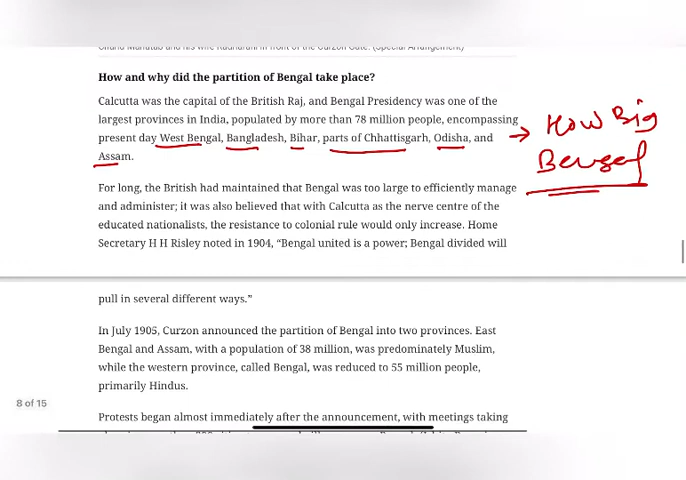 How and why did the partition of Bengal take place?
Calcutta was the capital of the British Raj, and Bengal Presidency was one of the
largest provinces in India, populated by more than 78 million people, encompassing
present day West Bengal, Bangladesh, Bihar, parts of Chhattisgarh, Odisha, and
Assam.
→ How Big
Bengal
For long, the British had maintained that Bengal was too large to efficiently manage
and administer; it was also believed that with Calcutta as the nerve centre of the
educated nationalists, the resistance to colonial rule would only increase. Home
Secretary H H Risley noted in 1904, “Bengal united is a power; Bengal divided will
pull in several different ways.”
In July 1905, Curzon announced the partition of Bengal into two provinces. East
Bengal and Assam, with a population of 38 million, was predominately Muslim,
while the western province, called Bengal, was reduced to 55 million people,
primarily Hindus.
8 of 15
Protests began almost immediately after the announcement, with meetings taking